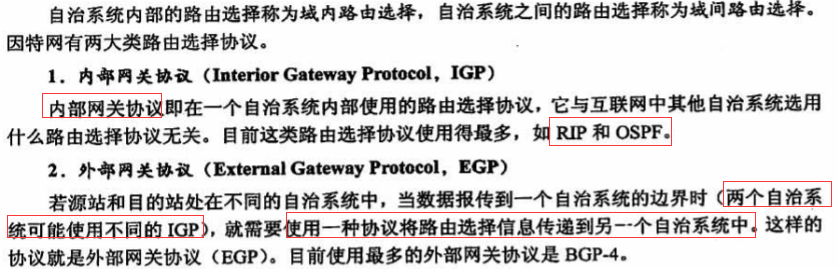 自治系统内部的路由选择称为域内路由选择，自治系统之间的路由选择称为域间路由选择。
因特网有两大类路由选择协议。
1．内部网关协议（Interior Gateway Protocol，IGP）
内部网关协议即在一个自治系统内部使用的路由选择协议，它与互联网中其他自治系统选用
什么路由选择协议无关。目前这类路由选择协议使用得最多，如 RIP 和 OSPF。
2．外部网关协议（External Gateway Protocol，EGP）
若源站和目的站处在不同的自治系统中，当数据报传到一个自治系统的边界时（两个自治系
统可能使用不同的 IGP），就需要使用一种协议将路由选择信息传递到另一个自治系统中。这样的
协议就是外部网关协议（EGP）。目前使用最多的外部网关协议是 BGP-4。